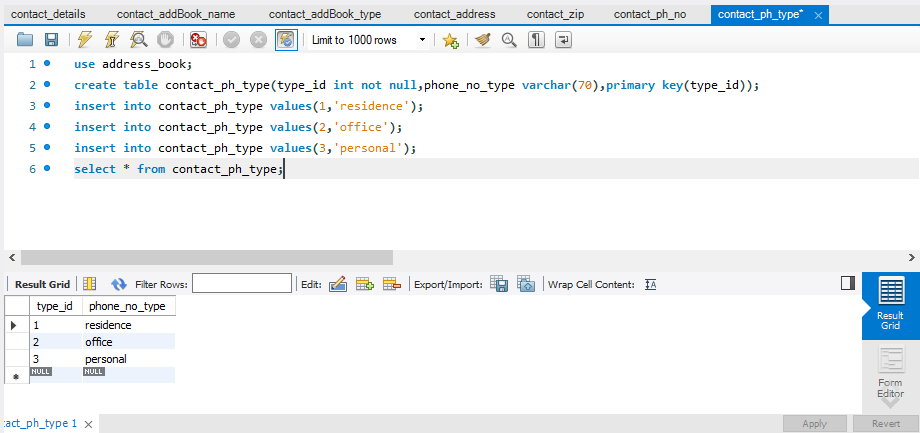 contact_details contact_addBook_name contact_addBook_type contact_address contact_zip contact_ph_no contact_ph_type*
Limit to 1000 rows
1 use address_book;
2 create table contact_ph_type(type_id int not null,phone_no_type varchar(70),primary key(type_id));
3 insert into contact_ph_type values(1,'residence');
4 insert into contact_ph_type values(2,'office');
5 insert into contact_ph_type values(3,'personal');
6 select * from contact_ph_type;
Result Grid Filter Rows: Edit: Export/Import: Wrap Cell Content: IA
type_id phone_no_type
1 residence
2 office
3 personal
NULL NULL
Result
Grid
Form
Editor
tact_ph_type 1
Apply Revert